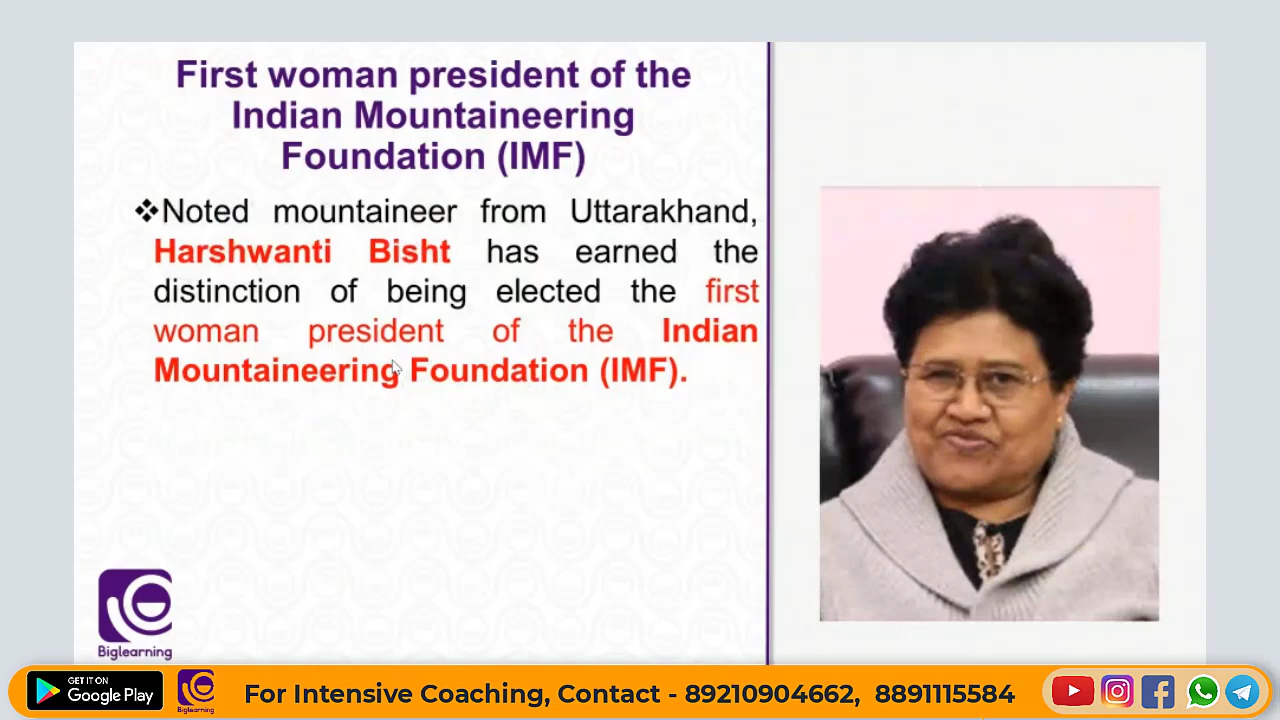 First woman president of the
Indian Mountaineering
Foundation (IMF)
❖Noted mountaineer from Uttarakhand,
Harshwanti Bisht has earned the
distinction of being elected the first
woman president of the Indian
Mountaineering Foundation (IMF).
Biglearning
GET IT ON
Google Play
Biglearning
For Intensive Coaching, Contact - 89210904662, 8891115584